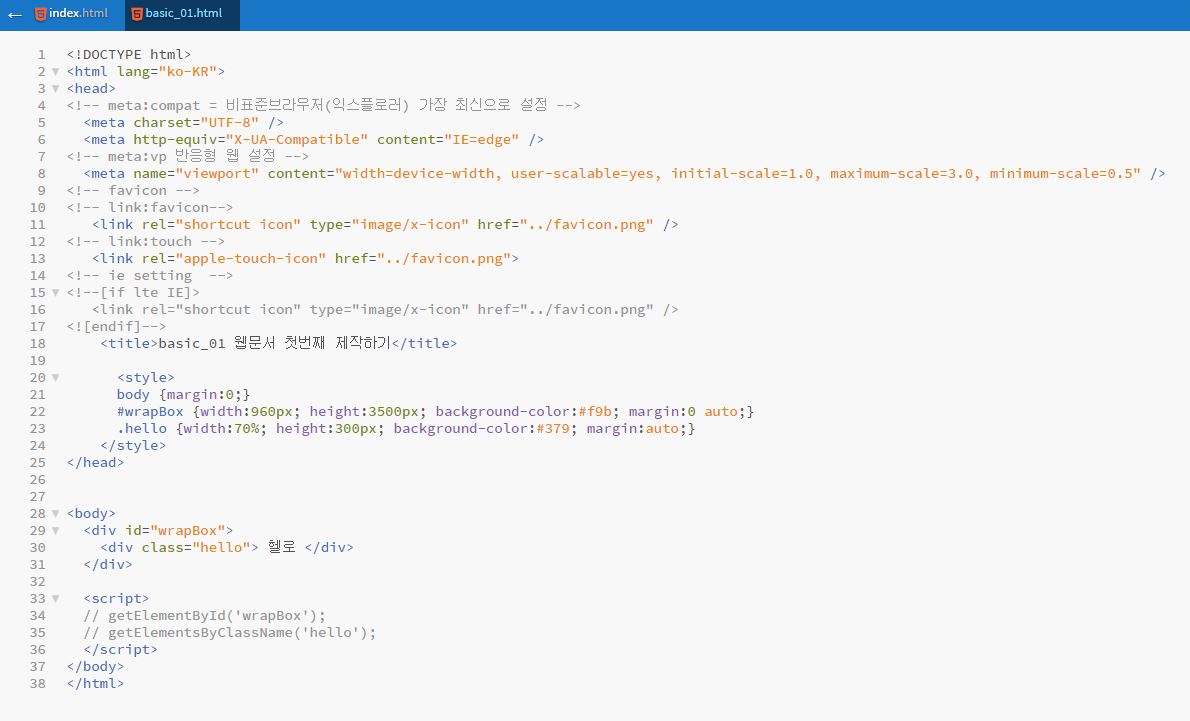 ← index.html basic_01.html
1 <!DOCTYPE html>
2 <html lang="ko-KR">
3 <head>
4 <!-- meta:compat = 비표준브라우저(익스플로러) 가장 최신으로 설정 -->
5 <meta charset="UTF-8" />
6 <meta http-equiv="X-UA-Compatible" content="IE=edge" />
7 <!-- meta:vp 반응형 웹 설정 -->
8 <meta name="viewport" content="width=device-width, user-scalable=yes, initial-scale=1.0, maximum-scale=3.0, minimum-scale=0.5" />
9 <!-- favicon -->
10 <!-- link:favicon-->
11 <link rel="shortcut icon" type="image/x-icon" href="../favicon.png" />
12 <!-- link:touch -->
13 <link rel="apple-touch-icon" href="../favicon.png">
14 <!-- ie setting  -->
15 <!--[if lte IE]>
16 <link rel="shortcut icon" type="image/x-icon" href="../favicon.png" />
17 <![endif]-->
18 <title>basic_01 웹문서 첫번째 제작하기</title>
19
20 <style>
21 body {margin:0;}
22 #wrapBox {width:960px; height:3500px; background-color:#f9b; margin:0 auto;}
23 .hello {width:70%; height:300px; background-color:#379; margin:auto;}
24 </style>
25 </head>
26
27
28 <body>
29 <div id="wrapBox">
30 <div class="hello"> 헬로 </div>
31 </div>
32
33 <script>
34 // getElementById('wrapBox');
35 // getElementsByClassName('hello');
36 </script>
37 </body>
38 </html>